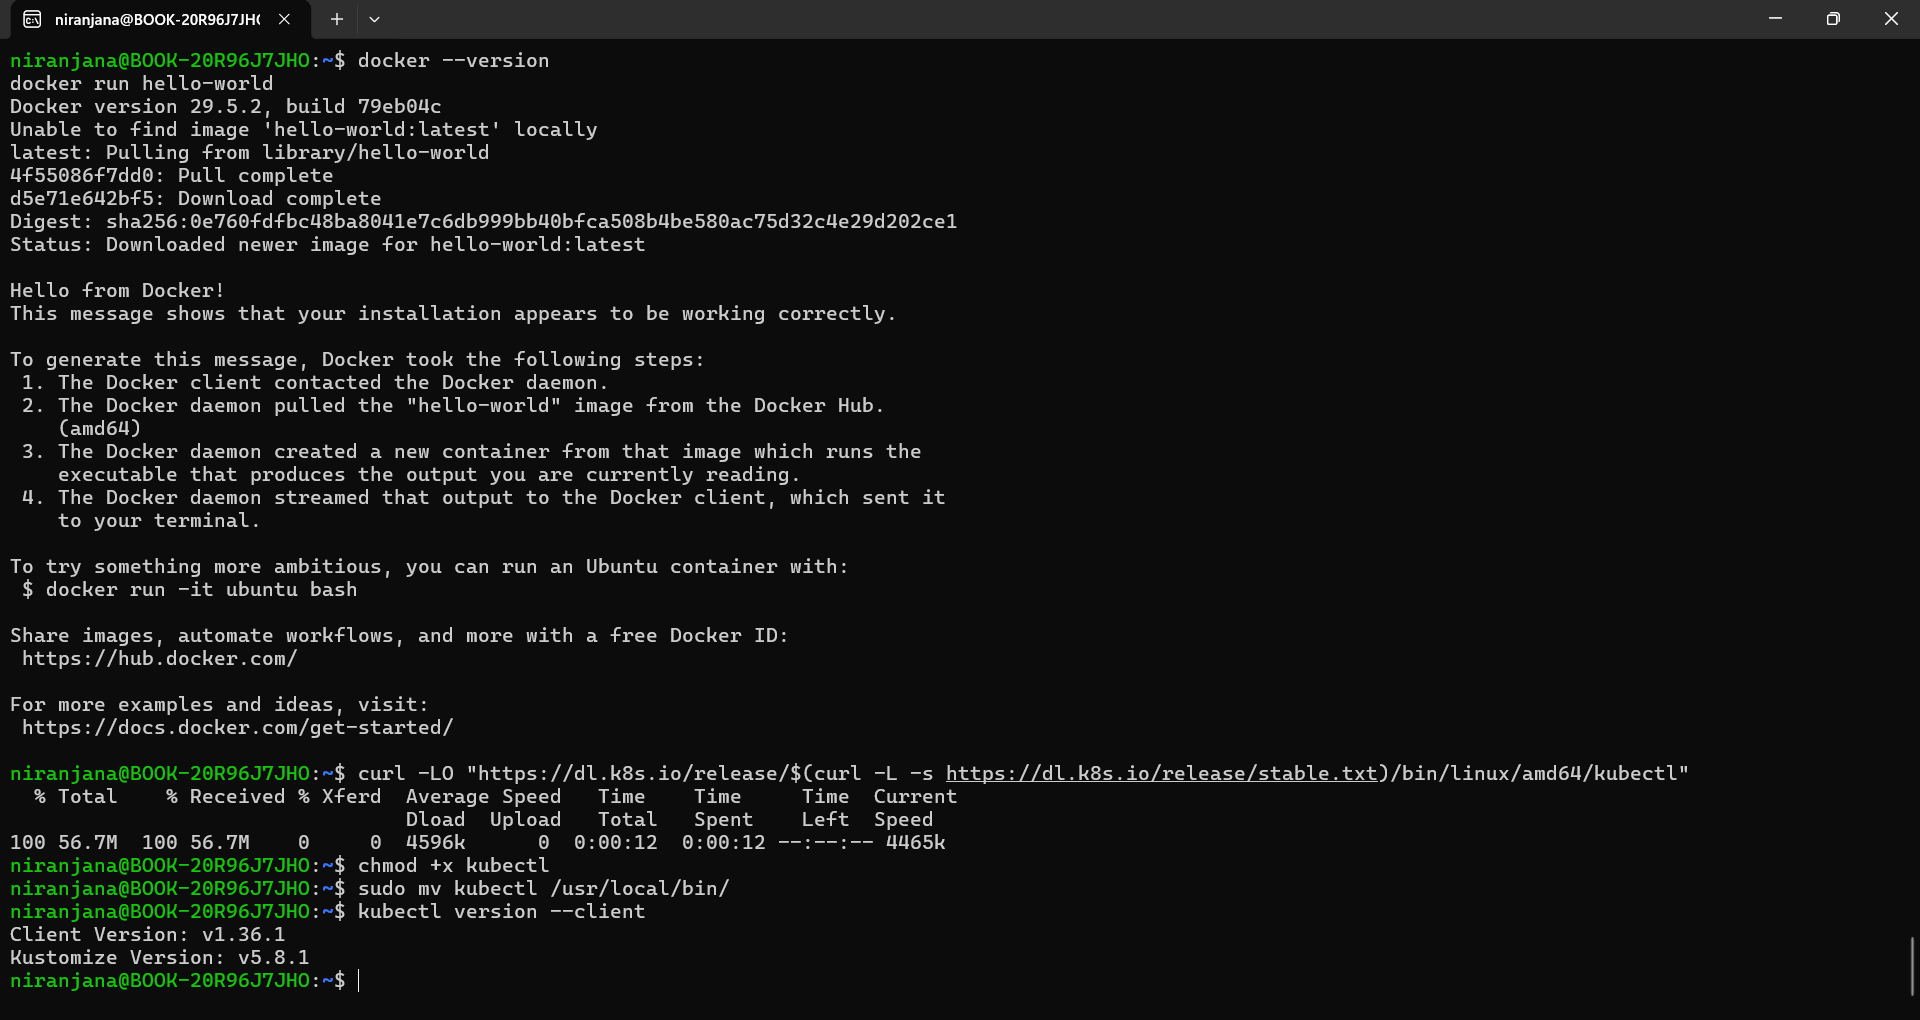 niranjana@BOOK-20R96J7JHO
niranjana@BOOK-20R96J7JHO:~$ docker --version
docker run hello-world
Docker version 29.5.2, build 79eb04c
Unable to find image 'hello-world:latest' locally
latest: Pulling from library/hello-world
4f55086f7dd0: Pull complete
d5e71e642bf5: Download complete
Digest: sha256:0e760fdfbc48ba8041e7c6db999bb40bfca508b4be580ac75d32c4e29d202ce1
Status: Downloaded newer image for hello-world:latest
Hello from Docker!
This message shows that your installation appears to be working correctly.
To generate this message, Docker took the following steps:
1. The Docker client contacted the Docker daemon.
2. The Docker daemon pulled the "hello-world" image from the Docker Hub.
(amd64)
3. The Docker daemon created a new container from that image which runs the
executable that produces the output you are currently reading.
4. The Docker daemon streamed that output to the Docker client, which sent it
to your terminal.
To try something more ambitious, you can run an Ubuntu container with:
$ docker run -it ubuntu bash
Share images, automate workflows, and more with a free Docker ID:
https://hub.docker.com/
For more examples and ideas, visit:
https://docs.docker.com/get-started/
niranjana@BOOK-20R96J7JHO:~$ curl -LO "https://dl.k8s.io/release/$(curl -L -s https://dl.k8s.io/release/stable.txt)/bin/linux/amd64/kubectl"
% Total    % Received % Xferd  Average Speed   Time    Time     Time  Current
Dload  Upload   Total   Spent    Left  Speed
100 56.7M  100 56.7M    0     0  4596k      0  0:00:12  0:00:12 --:--:-- 4465k
niranjana@BOOK-20R96J7JHO:~$ chmod +x kubectl
niranjana@BOOK-20R96J7JHO:~$ sudo mv kubectl /usr/local/bin/
niranjana@BOOK-20R96J7JHO:~$ kubectl version --client
Client Version: v1.36.1
Kustomize Version: v5.8.1
niranjana@BOOK-20R96J7JHO:~$